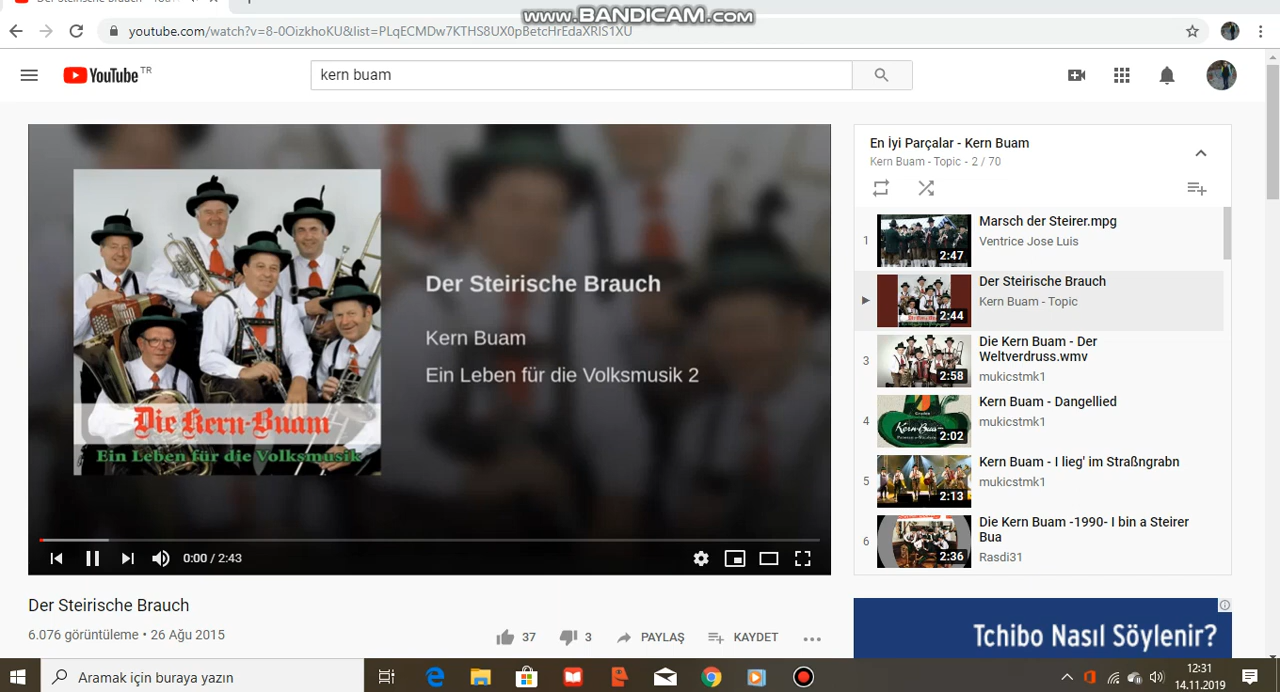 Der Steirische Brauch - YouT
www.BANDICAM.com
youtube.com/watch?v=8-0OizkhoKU&list=PLqECMDw7KTHS8UX0pBetcHrEdaXRIS1XU
YouTube TR
kern buam
Der Steirische Brauch
Kern Buam
Ein Leben für die Volksmusik 2
Die Kern-Buam
Ein Leben für die Volksmusik
0:00 / 2:43
Der Steirische Brauch
6.076 görüntüleme • 26 Ağu 2015
37
3
PAYLAŞ
KAYDET
En İyi Parçalar - Kern Buam
Kern Buam - Topic - 2 / 70
1
2:47
Marsch der Steirer.mpg
Ventrice Jose Luis
2:44
Der Steirische Brauch
Kern Buam - Topic
3
2:58
Die Kern Buam - Der
Weltverdruss.wmv
mukicstmk1
4
2:02
Kern Buam - Dangellied
mukicstmk1
5
2:13
Kern Buam - I lieg' im Straßngrabn
mukicstmk1
6
2:36
Die Kern Buam -1990- I bin a Steirer
Bua
Rasdi31
Tchibo Nasıl Söylenir?
Aramak için buraya yazın
12:31
14.11.2019